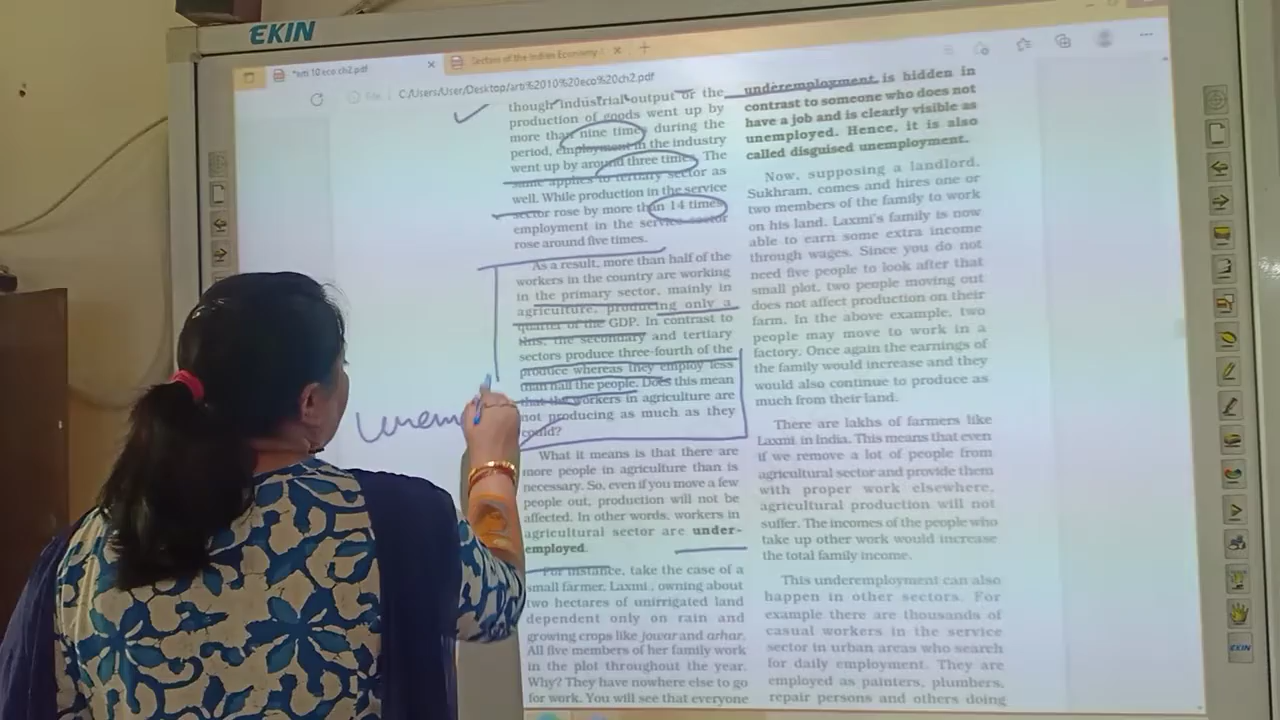 EKIN
*arti 10 eco ch2.pdf
Sectors of the Indian Economy
C:/Users/User/Desktop/arti%2010%20eco%20ch2.pdf
though industrial output or the
production of goods went up by
more than nine times during the
period, employment in the industry
went up by around three times. The
same applies to tertiary sector as
well. While production in the service
sector rose by more than 14 times
employment in the service sector
rose around five times.
As a result, more than half of the
workers in the country are working
in the primary sector, mainly in
agriculture, producing only a
quarter of the GDP. In contrast to
this, the secondary and tertiary
sectors produce three-fourth of the
produce whereas they employ less
than half the people. Does this mean
that the workers in agriculture are
not producing as much as they
could?
What it means is that there are
more people in agriculture than is
necessary. So, even if you move a few
people out, production will not be
affected. In other words, workers in
agricultural sector are under-
employed.
For instance, take the case of a
small farmer, Laxmi, owning about
two hectares of unirrigated land
dependent only on rain and
growing crops like jowar and arhar.
All five members of her family work
in the plot throughout the year.
Why? They have nowhere else to go
for work. You will see that everyone
underemployment is hidden in
contrast to someone who does not
have a job and is clearly visible as
unemployed. Hence, it is also
called disguised unemployment.
Now, supposing a landlord,
Sukhram, comes and hires one or
two members of the family to work
on his land. Laxmi's family is now
able to earn some extra income
through wages. Since you do not
need five people to look after that
small plot, two people moving out
does not affect production on their
farm. In the above example, two
people may move to work in a
factory. Once again the earnings of
the family would increase and they
would also continue to produce as
much from their land.
There are lakhs of farmers like
Laxmi in India. This means that even
if we remove a lot of people from
agricultural sector and provide them
with proper work elsewhere,
agricultural production will not
suffer. The incomes of the people who
take up other work would increase
the total family income.
This underemployment can also
happen in other sectors. For
example there are thousands of
casual workers in the service
sector in urban areas who search
for daily employment. They are
employed as painters, plumbers,
repair persons and others doing
unem
EKIN